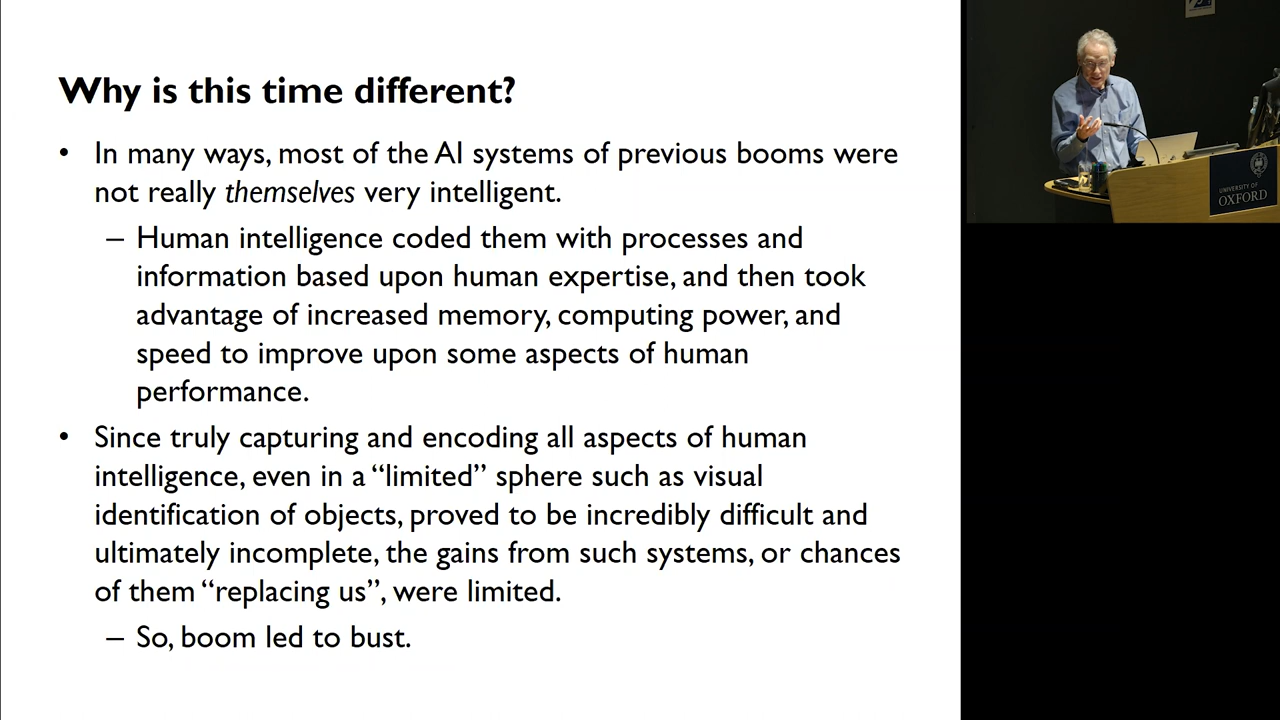 Why is this time different?
• In many ways, most of the AI systems of previous booms were
not really themselves very intelligent.
– Human intelligence coded them with processes and
information based upon human expertise, and then took
advantage of increased memory, computing power, and
speed to improve upon some aspects of human
performance.
• Since truly capturing and encoding all aspects of human
intelligence, even in a “limited” sphere such as visual
identification of objects, proved to be incredibly difficult and
ultimately incomplete, the gains from such systems, or chances
of them “replacing us”, were limited.
– So, boom led to bust.
UNIVERSITY OF
OXFORD